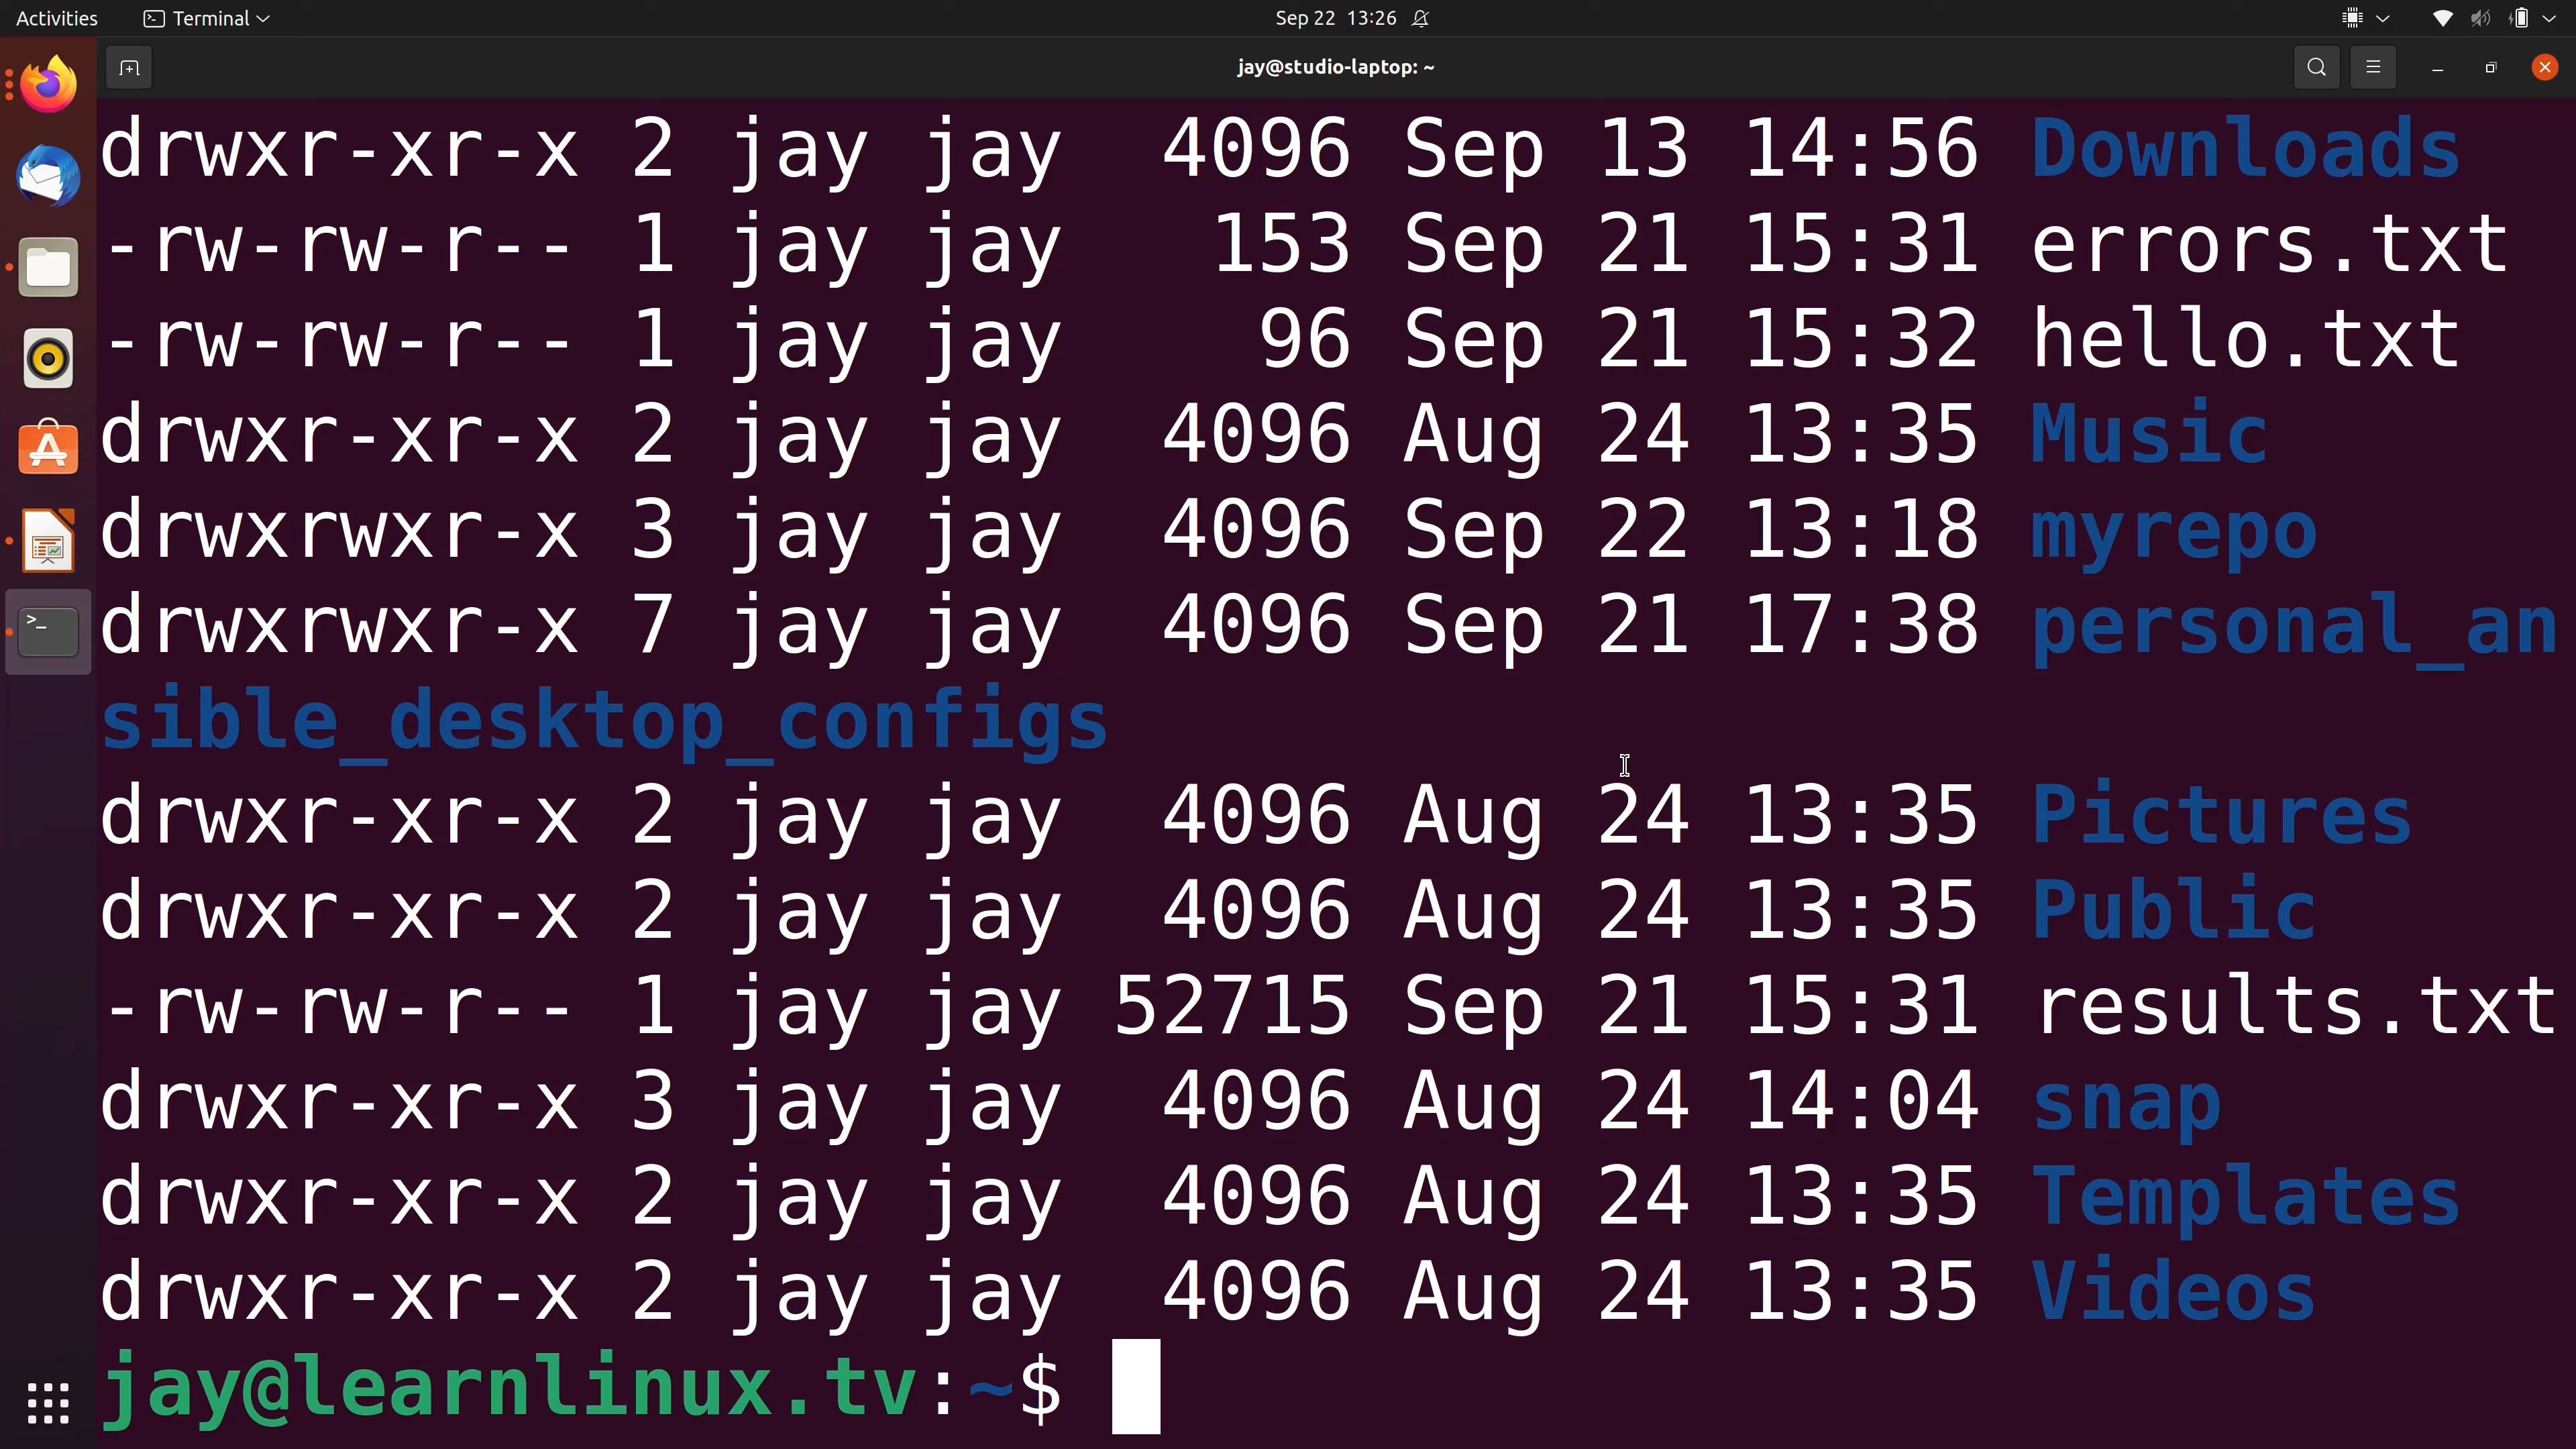 Activities Terminal Sep 22 13:26
jay@studio-laptop: ~
drwxr-xr-x 2 jay jay  4096 Sep 13 14:56 Downloads
-rw-rw-r-- 1 jay jay   153 Sep 21 15:31 errors.txt
-rw-rw-r-- 1 jay jay    96 Sep 21 15:32 hello.txt
drwxr-xr-x 2 jay jay  4096 Aug 24 13:35 Music
drwxrwxr-x 3 jay jay  4096 Sep 22 13:18 myrepo
drwxrwxr-x 7 jay jay  4096 Sep 21 17:38 personal_an
sible_desktop_configs
drwxr-xr-x 2 jay jay  4096 Aug 24 13:35 Pictures
drwxr-xr-x 2 jay jay  4096 Aug 24 13:35 Public
-rw-rw-r-- 1 jay jay 52715 Sep 21 15:31 results.txt
drwxr-xr-x 3 jay jay  4096 Aug 24 14:04 snap
drwxr-xr-x 2 jay jay  4096 Aug 24 13:35 Templates
drwxr-xr-x 2 jay jay  4096 Aug 24 13:35 Videos
jay@learnlinux.tv:~$